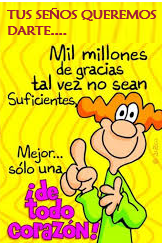 TUS SEÑOS QUEREMOS
DARTE....
Mil millones
de gracias
tal vez no sean
Suficientes
Mejor...
sólo una
¡de
todo
corazón!